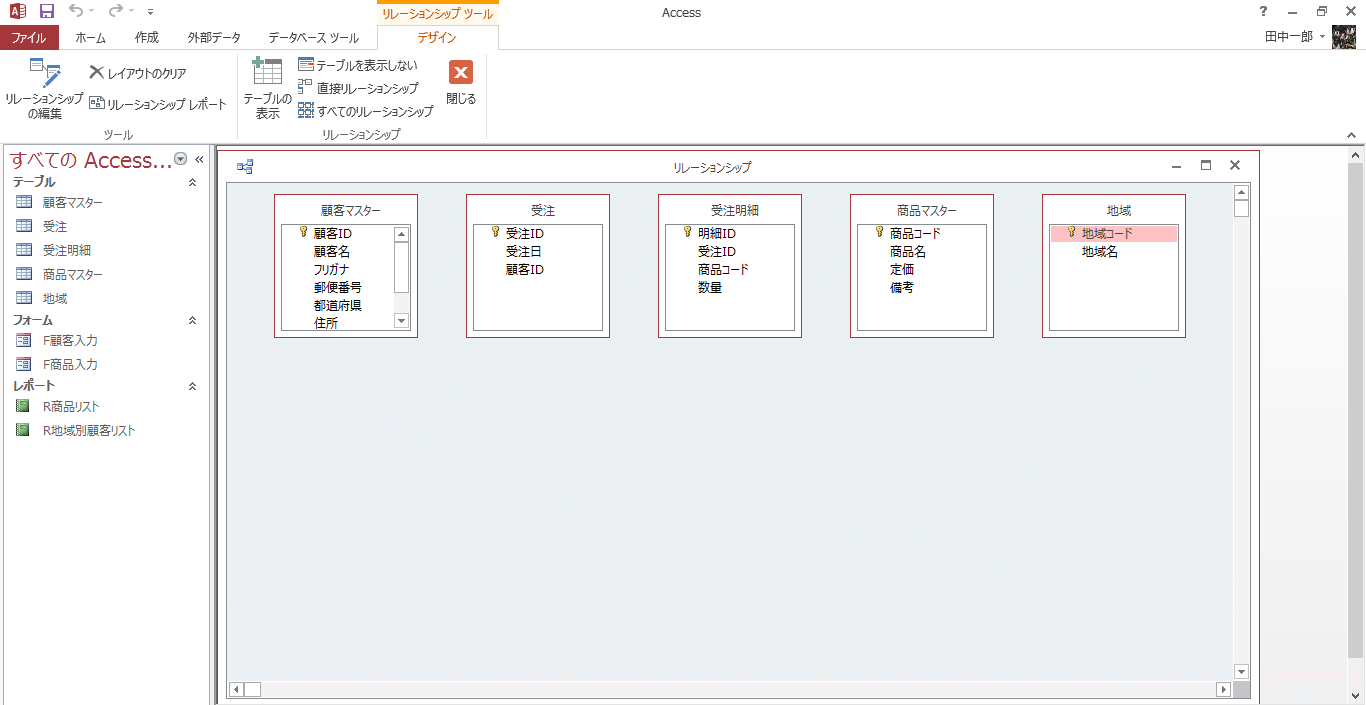 リレーションシップ ツール
Access
?
ファイル
ホーム
作成
外部データ
データベース ツール
デザイン
田中一郎
リレーションシップ
の編集
レイアウトのクリア
リレーションシップ レポート
ツール
テーブルの
表示
テーブルを表示しない
直接リレーションシップ
すべてのリレーションシップ
閉じる
リレーションシップ
すべての Access...
テーブル
顧客マスター
受注
受注明細
商品マスター
地域
フォーム
F顧客入力
F商品入力
レポート
R商品リスト
R地域別顧客リスト
リレーションシップ
顧客マスター
顧客ID
顧客名
フリガナ
郵便番号
都道府県
住所
受注
受注ID
受注日
顧客ID
受注明細
明細ID
受注ID
商品コード
数量
商品マスター
商品コード
商品名
定価
備考
地域
地域コード
地域名